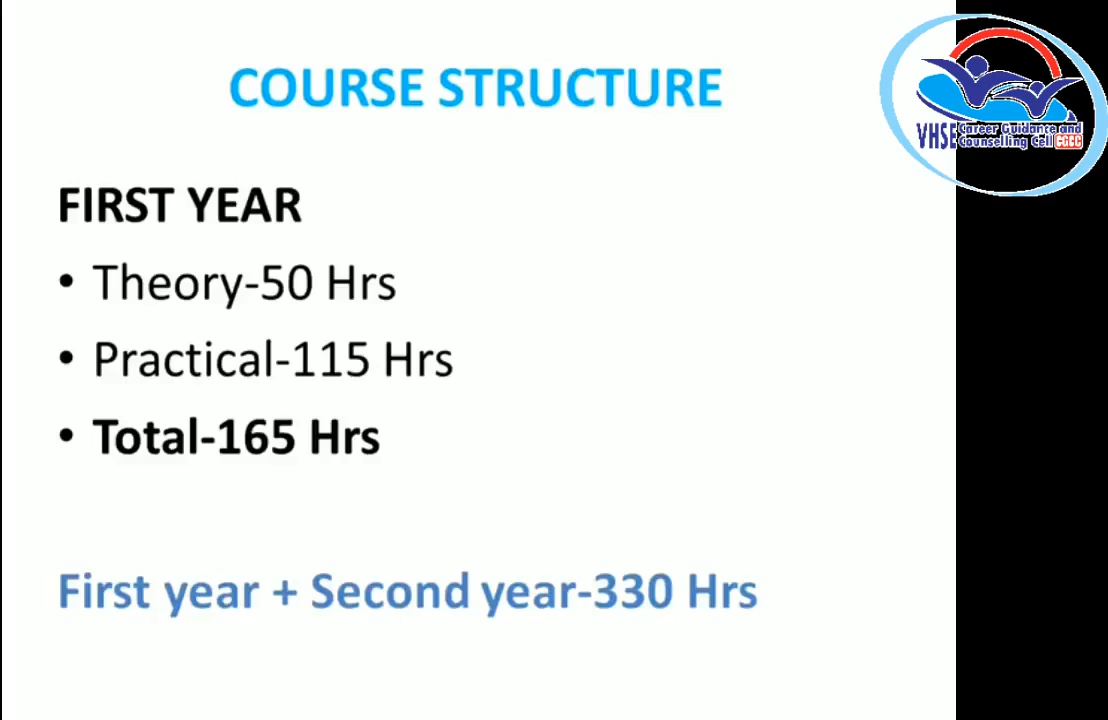 COURSE STRUCTURE
FIRST YEAR
• Theory-50 Hrs
• Practical-115 Hrs
• Total-165 Hrs
First year + Second year-330 Hrs
VHSE Career Guidance and
Counselling Cell CGCC